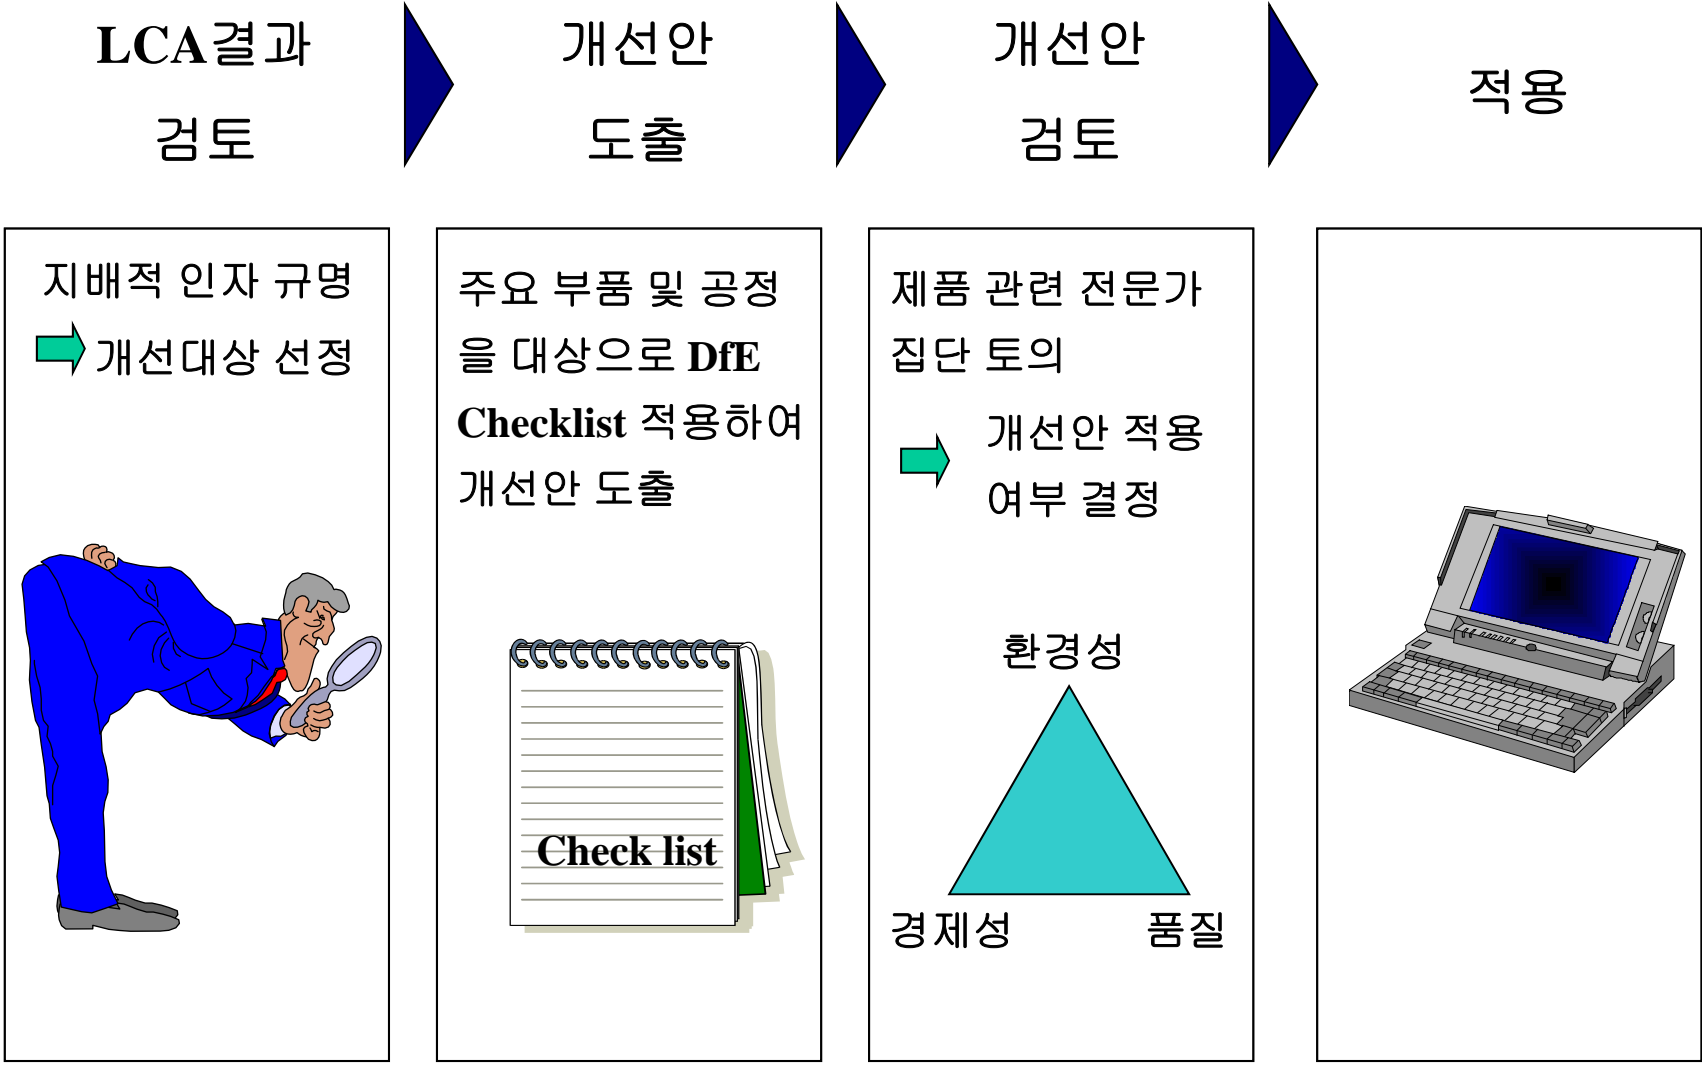 LCA결과
검토
개선안
도출
개선안
검토
적용
지배적 인자 규명
개선대상 선정
주요 부품 및 공정
을 대상으로 DfE
Checklist 적용하여
개선안 도출
Check list
제품 관련 전문가
집단 토의
개선안 적용
여부 결정
환경성
경제성
품질